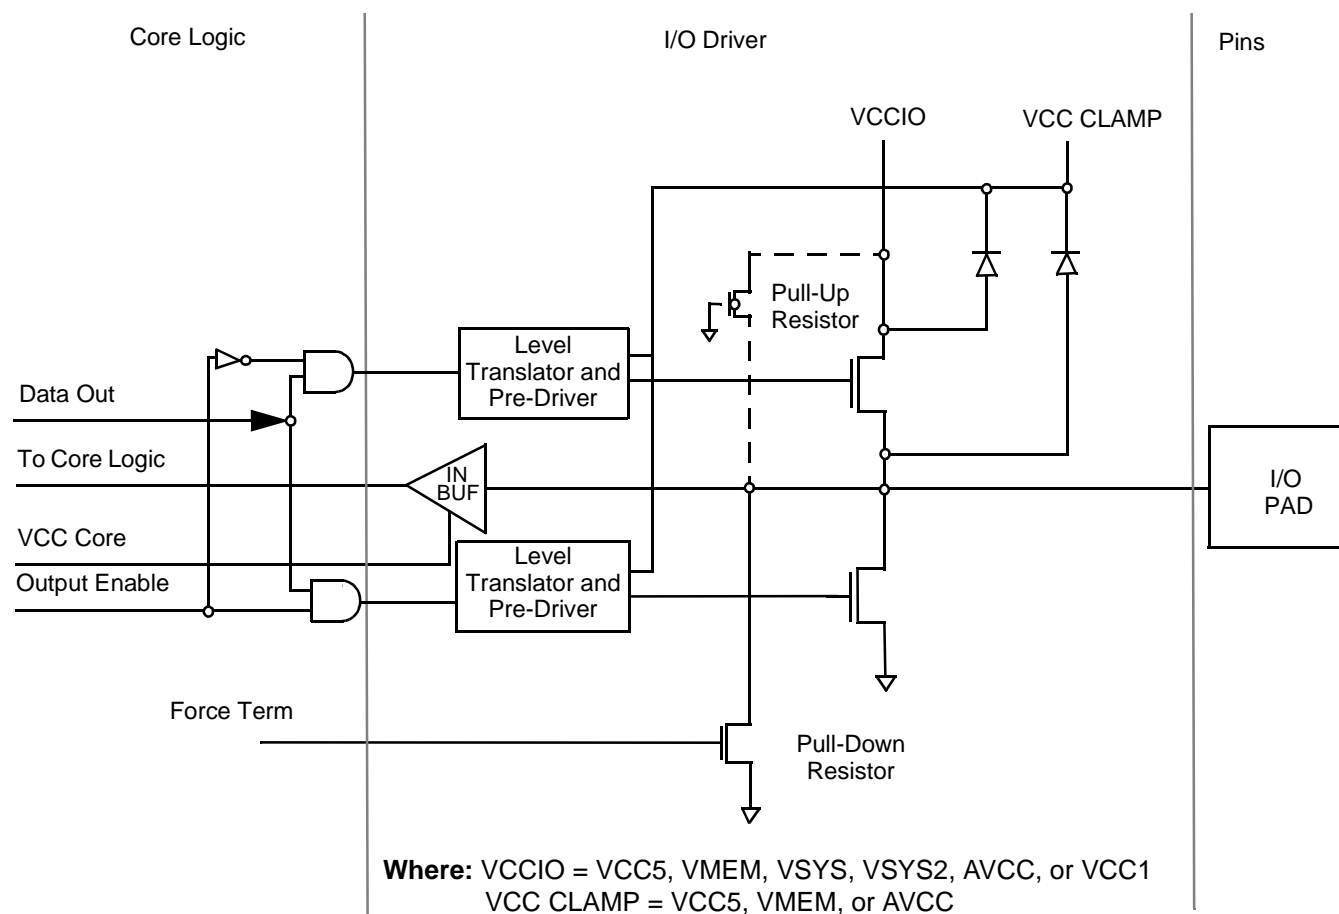 Core Logic
I/O Driver
Pins
VCCIO
VCC CLAMP
Pull-Up
Resistor
Level
Translator and
Pre-Driver
Data Out
To Core Logic
IN
BUF
I/O
PAD
VCC Core
Output Enable
Level
Translator and
Pre-Driver
Force Term
Pull-Down
Resistor
Where: VCCIO = VCC5, VMEM, VSYS, VSYS2, AVCC, or VCC1
VCC CLAMP = VCC5, VMEM, or AVCC